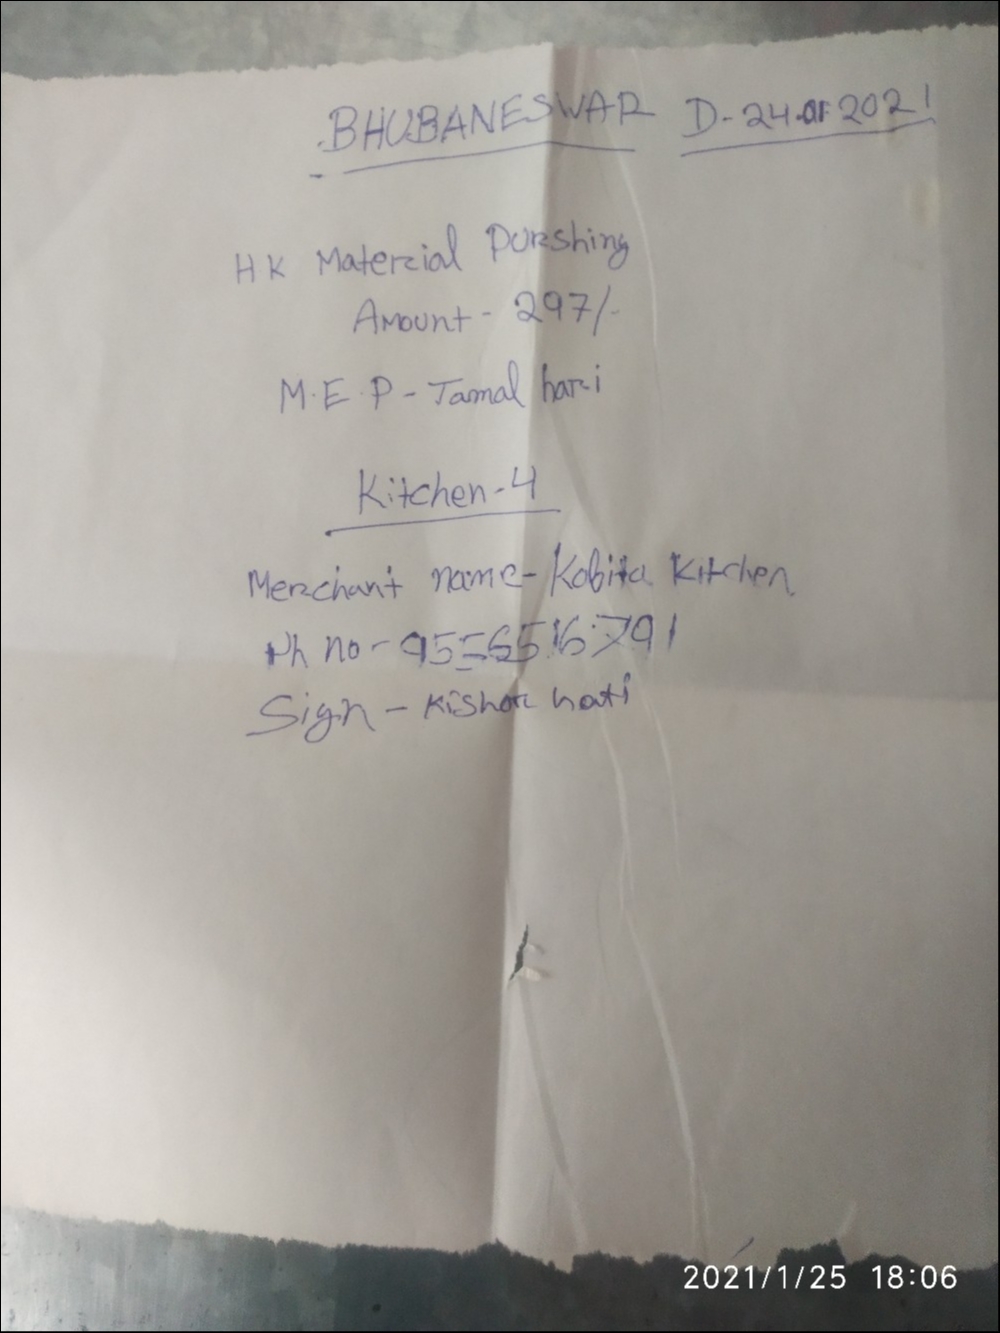 BHUBANESWAR D-24.01.2021
HK Material Purshing
Amount - 297/-
M.E.P - Tamal hari
Kitchen-4
Merchant name - Kobita Kitchen
Ph no - 9556516791
Sign - Kishor hati
2021/1/25 18:06